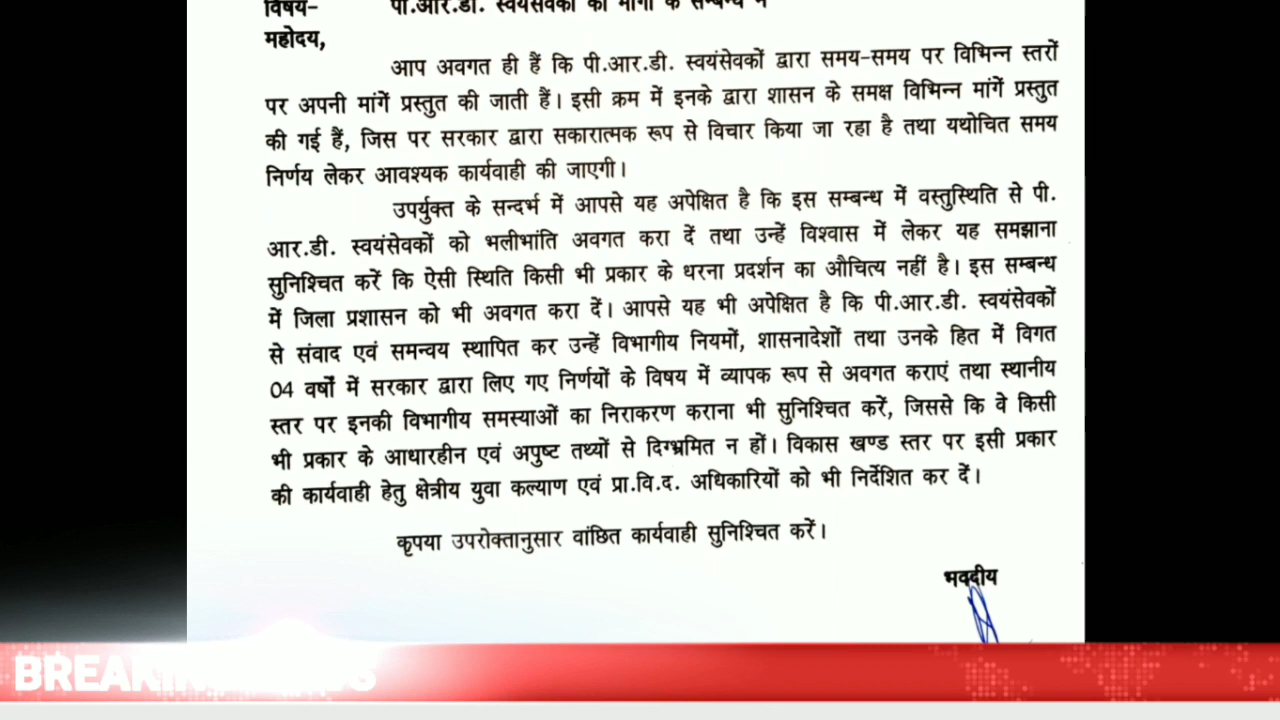 विषय- पी.आर.डी. स्वयंसेवकों की मांगों के सम्बन्ध में
महोदय,
आप अवगत ही हैं कि पी.आर.डी. स्वयंसेवकों द्वारा समय-समय पर विभिन्न स्तरों
पर अपनी मांगें प्रस्तुत की जाती हैं। इसी क्रम में इनके द्वारा शासन के समक्ष विभिन्न मांगें प्रस्तुत
की गई हैं, जिस पर सरकार द्वारा सकारात्मक रूप से विचार किया जा रहा है तथा यथोचित समय
निर्णय लेकर आवश्यक कार्यवाही की जाएगी।
उपर्युक्त के सन्दर्भ में आपसे यह अपेक्षित है कि इस सम्बन्ध में वस्तुस्थिति से पी.
आर.डी. स्वयंसेवकों को भलीभांति अवगत करा दें तथा उन्हें विश्वास में लेकर यह समझाना
सुनिश्चित करें कि ऐसी स्थिति किसी भी प्रकार के धरना प्रदर्शन का औचित्य नहीं है। इस सम्बन्ध
में जिला प्रशासन को भी अवगत करा दें। आपसे यह भी अपेक्षित है कि पी.आर.डी. स्वयंसेवकों
से संवाद एवं समन्वय स्थापित कर उन्हें विभागीय नियमों, शासनादेशों तथा उनके हित में विगत
04 वर्षों में सरकार द्वारा लिए गए निर्णयों के विषय में व्यापक रूप से अवगत कराएं तथा स्थानीय
स्तर पर इनकी विभागीय समस्याओं का निराकरण कराना भी सुनिश्चित करें, जिससे कि वे किसी
भी प्रकार के आधारहीन एवं अपुष्ट तथ्यों से दिग्भ्रमित न हों। विकास खण्ड स्तर पर इसी प्रकार
की कार्यवाही हेतु क्षेत्रीय युवा कल्याण एवं प्रा.वि.द. अधिकारियों को भी निर्देशित कर दें।
कृपया उपरोक्तानुसार वांछित कार्यवाही सुनिश्चित करें।
भवदीय
BREAKING